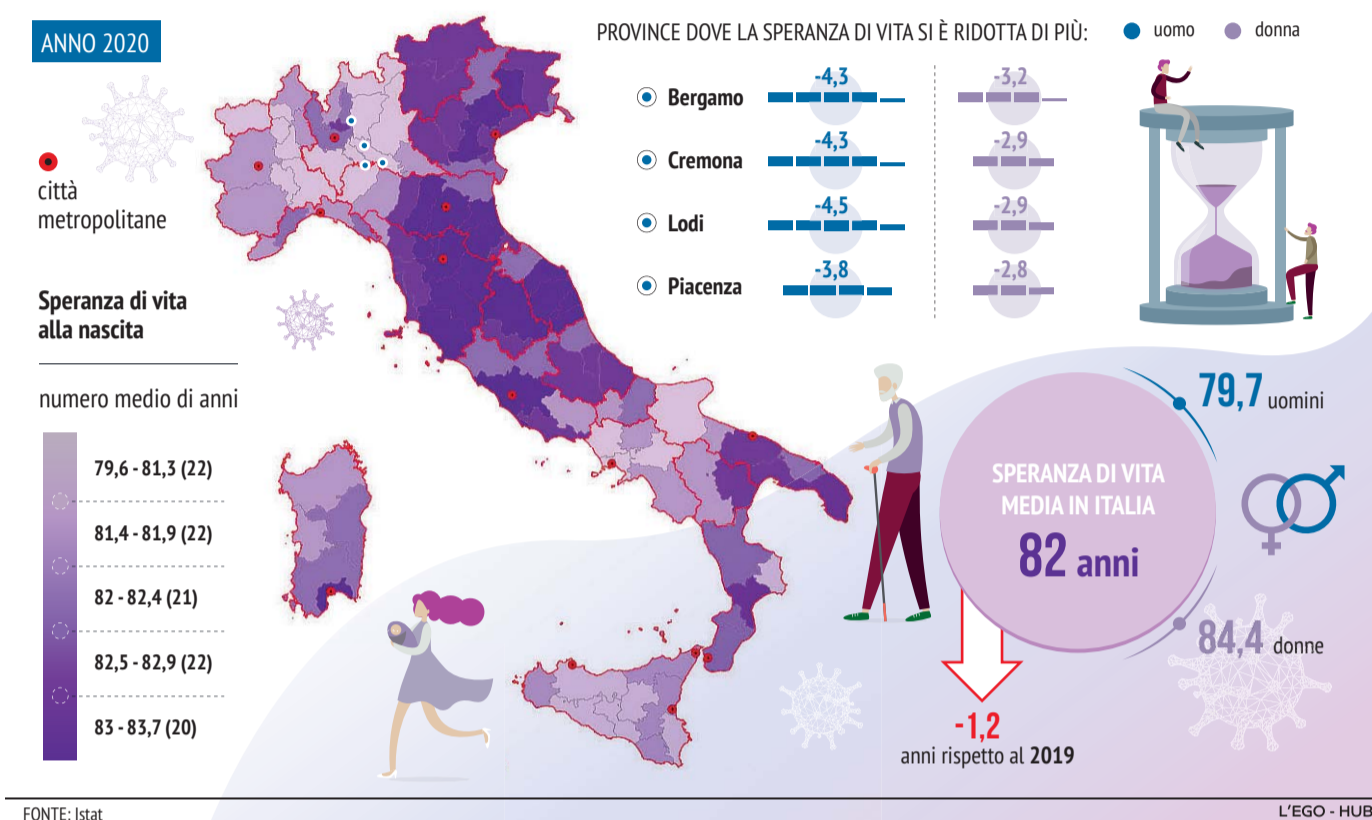 ANNO 2020
città
metropolitane
Speranza di vita
alla nascita
numero medio di anni
79,6 - 81,3 (22)
81,4 - 81,9 (22)
82 - 82,4 (21)
82,5 - 82,9 (22)
83 - 83,7 (20)
PROVINCE DOVE LA SPERANZA DI VITA SI È RIDOTTA DI PIÙ:
uomo
donna
Bergamo -4,3 -3,2
Cremona -4,3 -2,9
Lodi -4,5 -2,9
Piacenza -3,8 -2,8
SPERANZA DI VITA
MEDIA IN ITALIA
82 anni
79,7 uomini
84,4 donne
-1,2
anni rispetto al 2019
FONTE: Istat
L'EGO - HUB